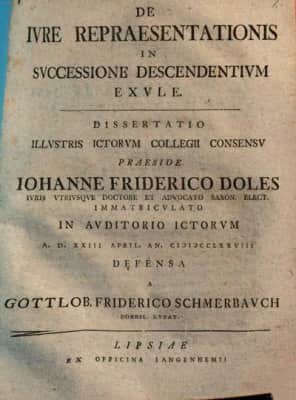 DE
IVRE REPRAESENTATIONIS
IN
SVCCESSIONE DESCENDENTIVM
EXVLE.
DISSERTATIO
ILLVSTRIS ICTORVM COLLEGII CONSENSV
PRAESIDE
IOHANNE FRIDERICO DOLES
IVRIS VTRIVSQVE DOCTORE ET ADVOCATO SAXON. ELECT.
IMMATRICVLATO
IN AVDITORIO ICTORVM
A. D. XXIII APRIL. AN. CIƆIƆCCLXXVIII
DEFENSA
A
GOTTLOB. FRIDERICO SCHMERBAVCH
DOBRIL. LVSAT.
LIPSIAE
EX OFFICINA LANGENHEMII